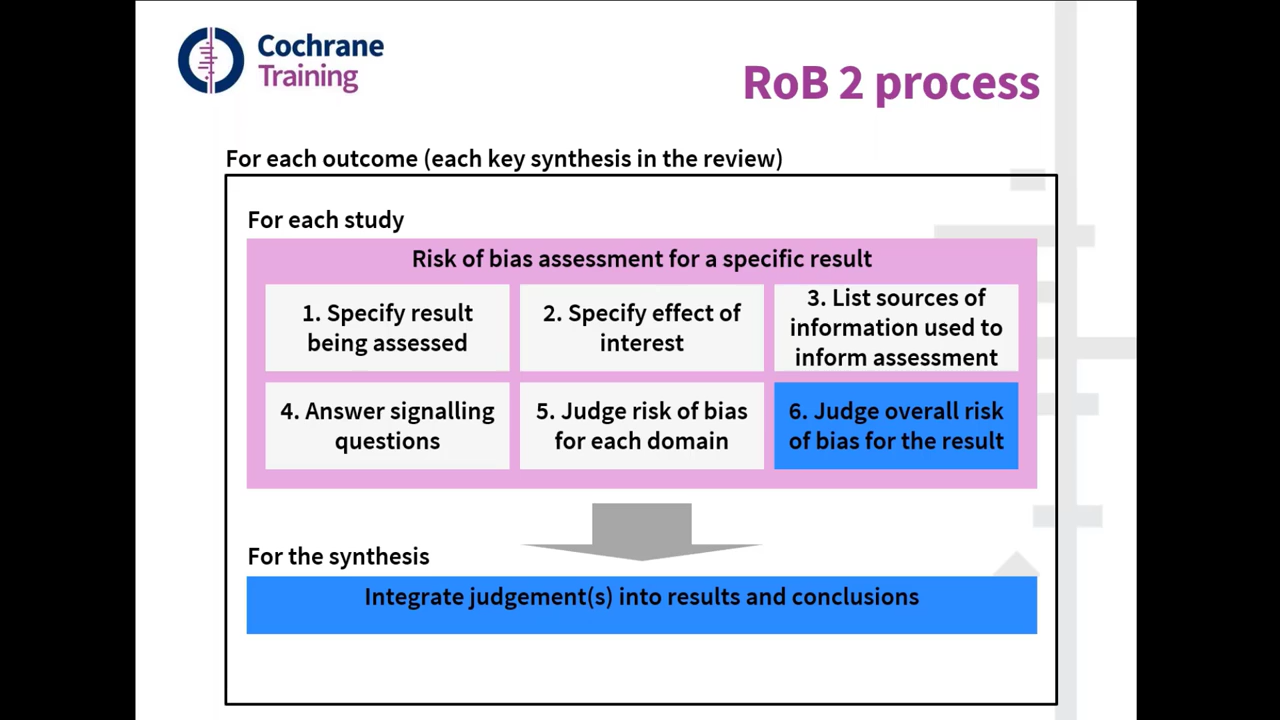 Cochrane
Training
RoB 2 process
For each outcome (each key synthesis in the review)
For each study
Risk of bias assessment for a specific result
1. Specify result
being assessed
2. Specify effect of
interest
3. List sources of
information used to
inform assessment
4. Answer signalling
questions
5. Judge risk of bias
for each domain
6. Judge overall risk
of bias for the result
For the synthesis
Integrate judgement(s) into results and conclusions